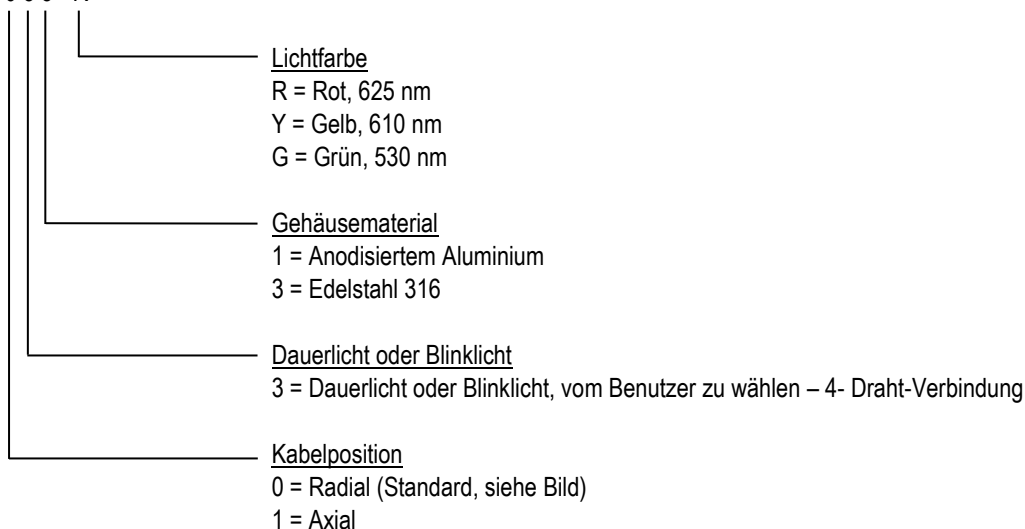 Lichtfarbe
R = Rot, 625 nm
Y = Gelb, 610 nm
G = Grün, 530 nm
Gehäusematerial
1 = Anodisiertem Aluminium
3 = Edelstahl 316
Dauerlicht oder Blinklicht
3 = Dauerlicht oder Blinklicht, vom Benutzer zu wählen – 4- Draht-Verbindung
Kabelposition
0 = Radial (Standard, siehe Bild)
1 = Axial